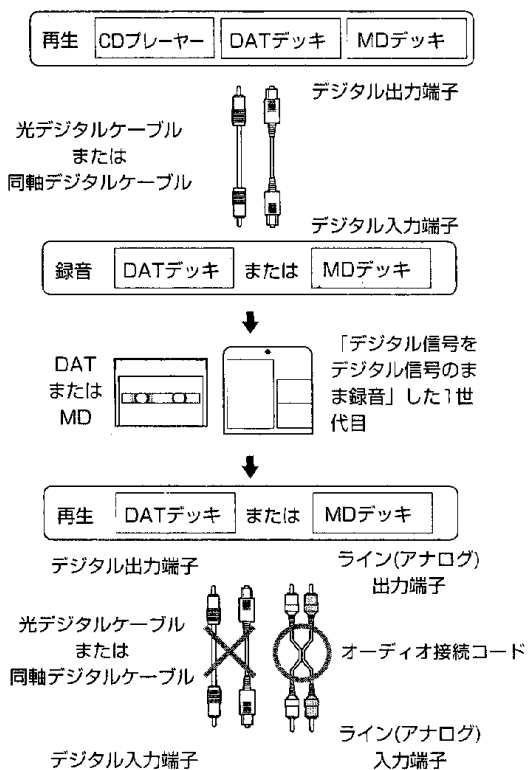 再生 CDプレーヤー DATデッキ MDデッキ
デジタル出力端子
光デジタルケーブル
または
同軸デジタルケーブル
デジタル入力端子
録音 DATデッキ または MDデッキ
DAT
または
MD
「デジタル信号を
デジタル信号のま
ま録音」した1世
代目
再生 DATデッキ または MDデッキ
デジタル出力端子
ライン(アナログ)
出力端子
光デジタルケーブル
または
同軸デジタルケーブル
オーディオ接続コード
デジタル入力端子
ライン(アナログ)
入力端子